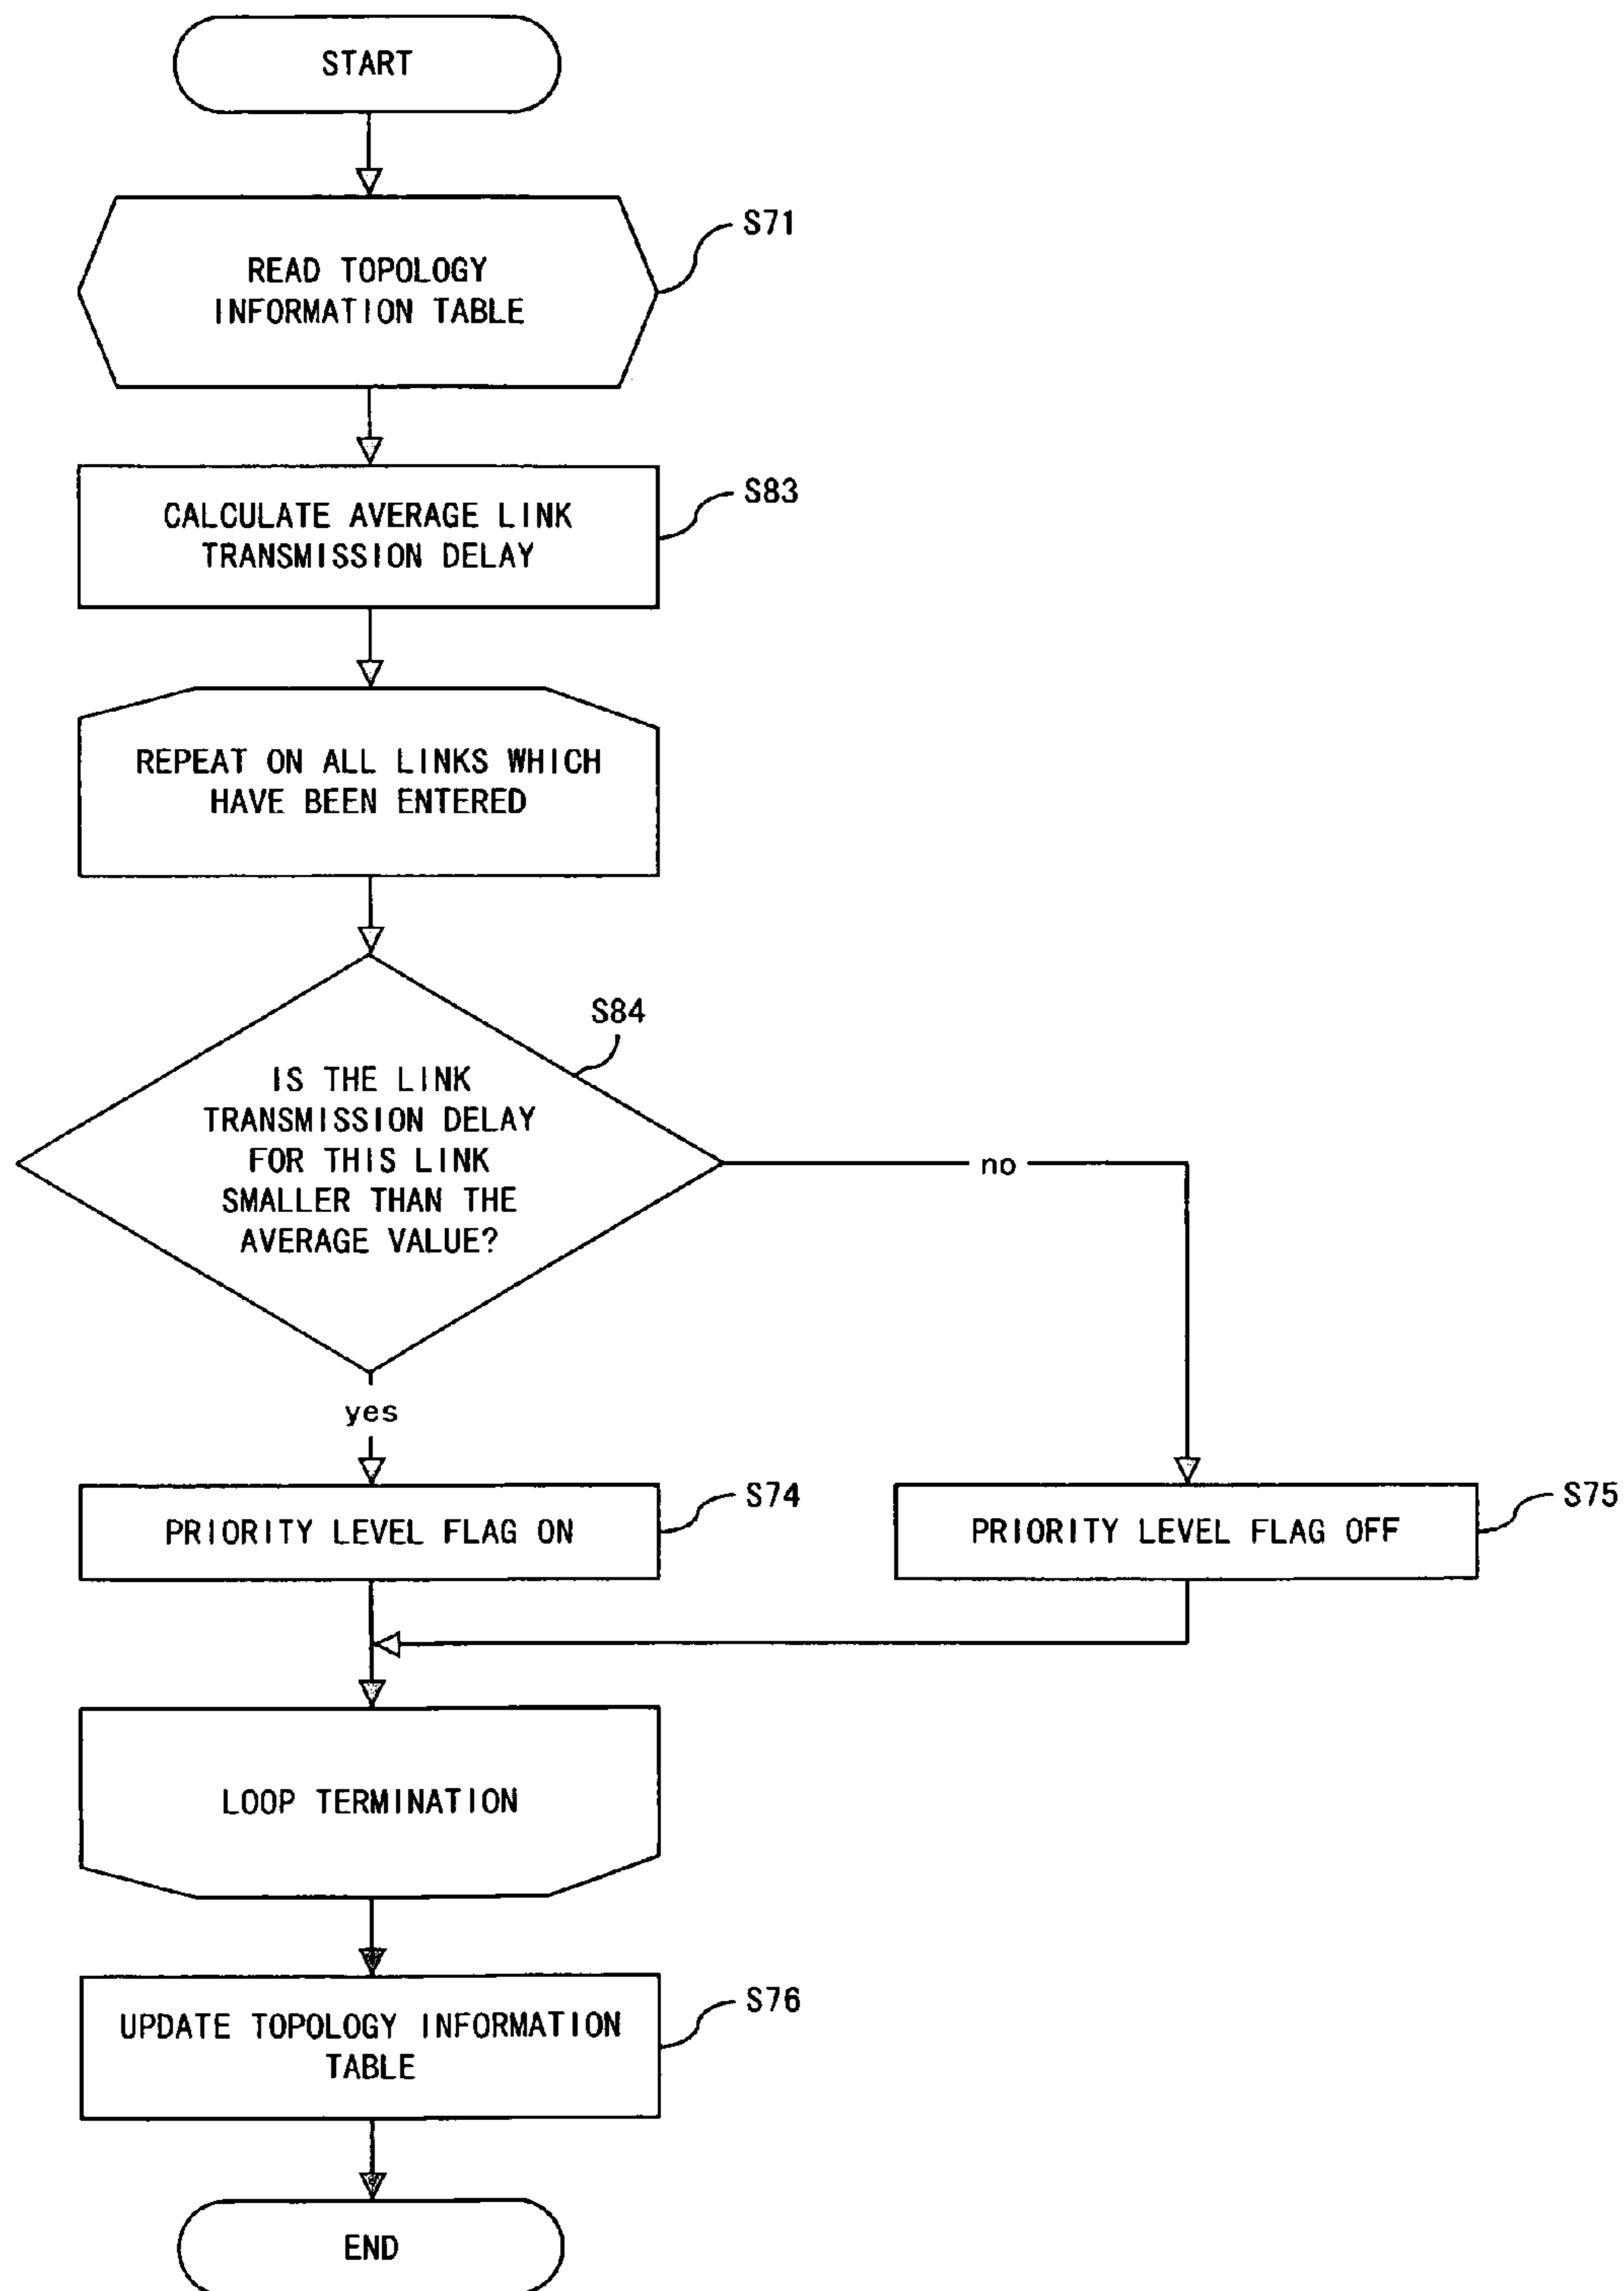 START
READ TOPOLOGY
INFORMATION TABLE
S71
CALCULATE AVERAGE LINK
TRANSMISSION DELAY
S83
REPEAT ON ALL LINKS WHICH
HAVE BEEN ENTERED
S84
IS THE LINK
TRANSMISSION DELAY
FOR THIS LINK
SMALLER THAN THE
AVERAGE VALUE?
no
yes
PRIORITY LEVEL FLAG ON
S74
PRIORITY LEVEL FLAG OFF
S75
LOOP TERMINATION
UPDATE TOPOLOGY INFORMATION
TABLE
S76
END